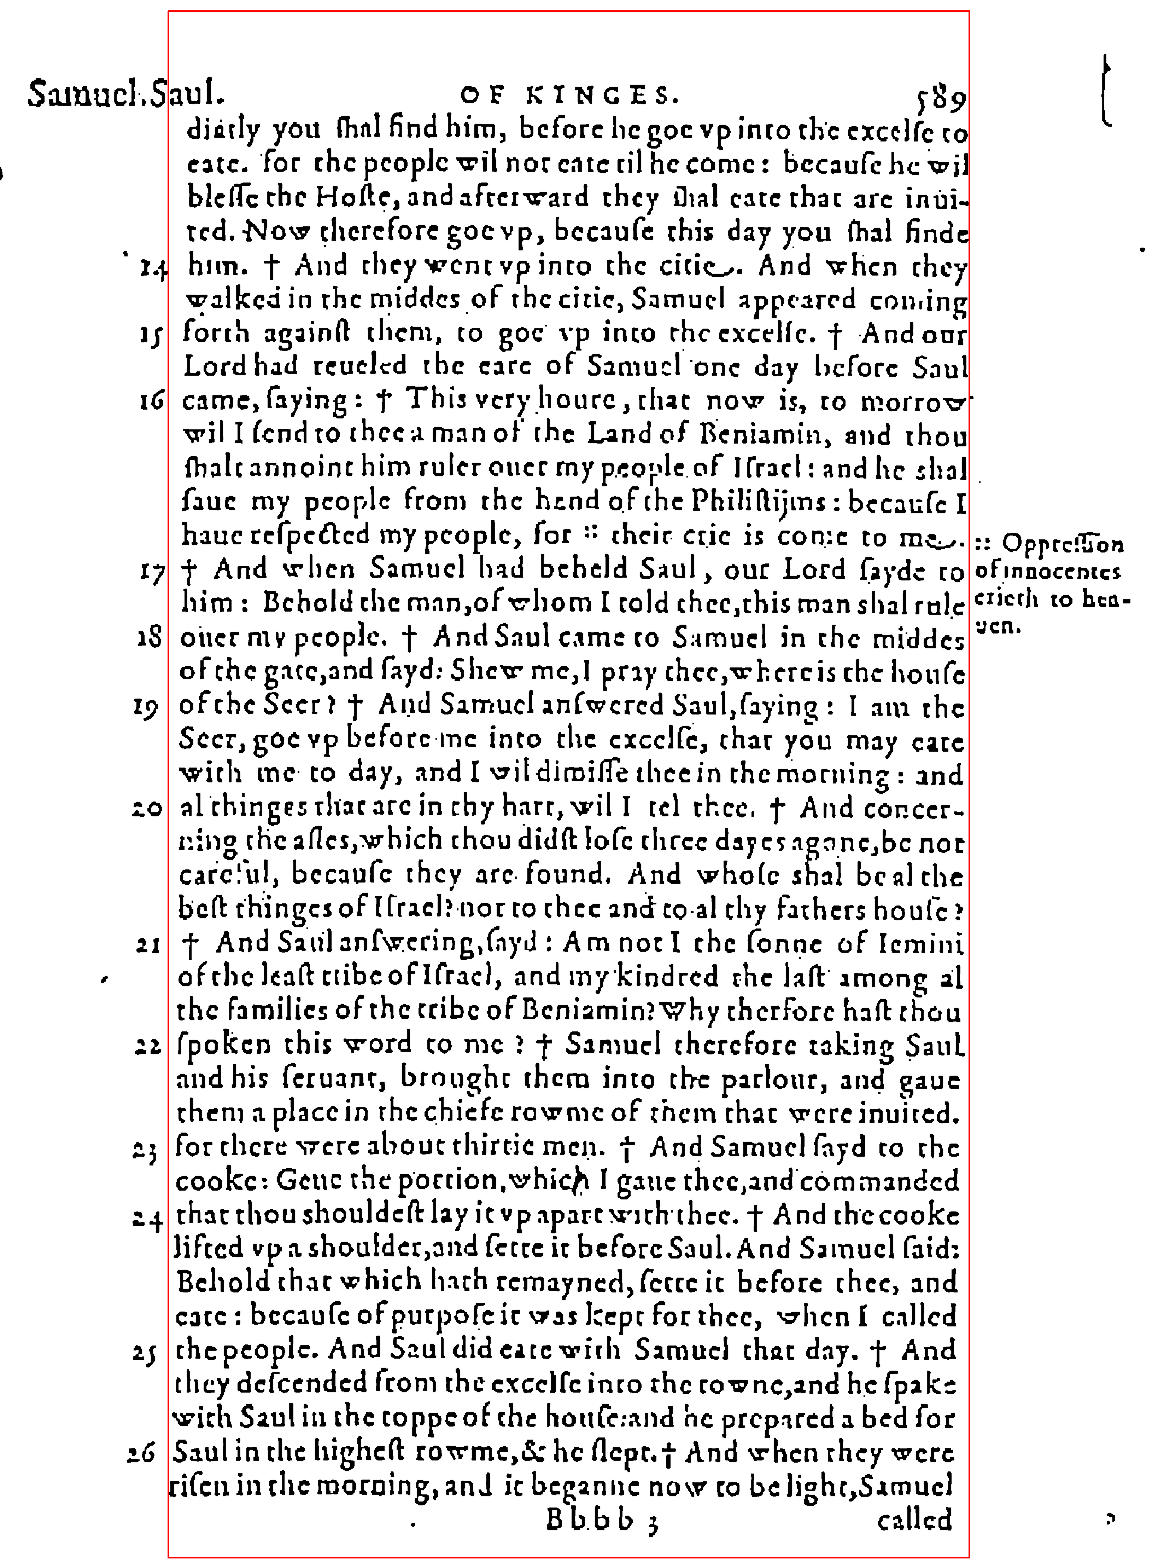 Samuel. Saul. OF KINGES. 589
diatly you ſhal find him, before he goe vp into the excelſe to
eate. for the people wil not eate til he come: becauſe he wil
bleſſe the Hoſte, and afterward they ſhal eate that are inui-
ted. Now therefore goe vp, becauſe this day you ſhal finde
14 him. † And they went vp into the citie. And when they
walked in the middes of the citie, Samuel appeared coming
15 forth againſt them, to goe vp into the excelſe. † And our
Lord had reueled the eare of Samuel one day before Saul
16 came, ſaying: † This very houre, that now is, to morrow
wil I ſend to thee a man of the Land of Beniamin, and thou
ſhalt annoint him ruler ouer my people of Iſrael: and he shal
ſaue my people from the hand of the Philiſtijms: becauſe I
haue reſpected my people, for :: their crie is come to me.
:: Oppreſſion
17 † And when Samuel had beheld Saul, our Lord ſayde to
of innocentes
him: Behold the man, of whom I told thee, this man shal rule
crieth to hea-
18 ouer my people. † And Saul came to Samuel in the middes
uen.
of the gate, and ſayd: Shew me, I pray thee, where is the houſe
19 of the Seer? † And Samuel anſwered Saul, ſaying: I am the
Seer, goe vp before me into the excelſe, that you may eate
with me to day, and I wil dimiſſe thee in the morning: and
20 al thinges that are in thy hart, wil I tel thee. † And concer-
ning the aſſes, which thou didſt loſe three dayes agone, be not
careful, becauſe they are found. And whoſe shal be al the
beſt thinges of Iſrael? not to thee and to al thy fathers houſe?
21 † And Saul anſwering, ſayd: Am not I the ſonne of Iemini
of the leaſt tribe of Iſrael, and my kindred the laſt among al
the families of the tribe of Beniamin? Why therfore haſt thou
22 ſpoken this word to me? † Samuel therefore taking Saul
and his ſeruant, brought them into the parlour, and gaue
them a place in the chiefe rowme of them that were inuited.
23 for there were about thirtie men. † And Samuel ſayd to the
cooke: Geue the portion, which I gaue thee, and commanded
24 that thou shouldeſt lay it vp apart with thee. † And the cooke
lifted vp a shoulder, and ſette it before Saul. And Samuel ſaid:
Behold that which hath remayned, ſette it before thee, and
eate: becauſe of purpoſe it was kept for thee, when I called
25 the people. And Saul did eate with Samuel that day. † And
they deſcended from the excelſe into the towne, and he ſpake
with Saul in the toppe of the houſe: and he prepared a bed for
26 Saul in the higheſt rowme, & he ſlept. † And when they were
riſen in the morning, and it beganne now to be light, Samuel
Bbbb 3 called